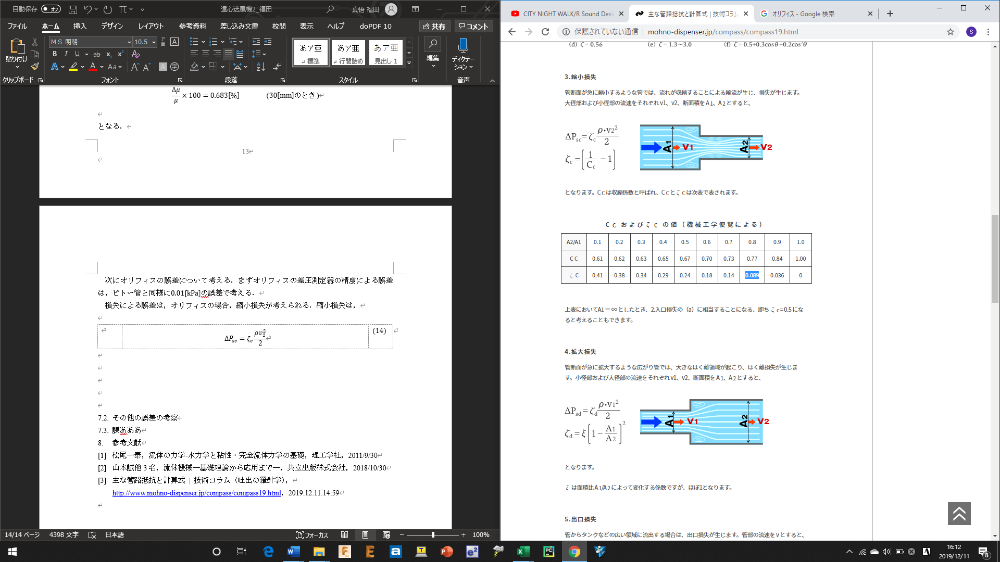 自動保存 オフ
遠心送風機2_福田
真悟 福田
ファイル ホーム 挿入 デザイン レイアウト 参考資料 差し込み文書 校閲 表示 ヘルプ doPDF 10 共有 コメント
貼り付け
ＭＳ 明朝 10.5
B I U ab x₂ x²
A A Aa A A A 字
あア亜 あア亜 あア亜
標準 行間詰め 見出し 1
編集
ディクテーション
クリップボード フォント 段落 スタイル 音声
Δμ/μ × 100 = 0.683[%] (30[mm]のとき)
となる．
13
次にオリフィスの誤差について考える．まずオリフィスの差圧測定器の精度による誤差
は，ピトー管と同様に0.01[kPa]の誤差で考える．
損失による誤差は，オリフィスの場合，縮小損失が考えられる．縮小損失は，
ΔP_sc = ζ_c ρv₂²/2 (14)
7.2. その他の誤差の考察
7.3. 課あああ
8. 参考文献
[1] 松尾一泰，流体の力学-水力学と粘性・完全流体力学の基礎，理工学社，2011/9/30
[2] 山本誠他 3 名，流体機械―基礎理論から応用まで―，共立出版株式会社，2018/10/30
[3] 主な管路抵抗と計算式 | 技術コラム（吐出の羅針学），
http://www.mohno-dispenser.jp/compass/compass19.html，2019.12.11.14:59
14/14 ページ 4398 文字 日本語 フォーカス 100%
CITY NIGHT WALK/R Sound Desi
主な管路抵抗と計算式 | 技術コラム
オリフィス - Google 検索
保護されていない通信 | mohno-dispenser.jp/compass/compass19.html
S
(d) ζ = 0.56 (e) ζ = 1.3～3.0 (f) ζ = 0.5+0.3cosθ+0.2cos²θ
3.縮小損失
管断面が急に縮小するような管では、流れが収縮することによる縮流が生じ、損失が生じます。
大径部および小径部の流速をそれぞれv1、v2、断面積をA1、A2とすると、
ΔPsc = ζc ρ•v2²/2
ζc = [1/Cc − 1]
A1 V1 A2 V2
となります。CCは収縮係数と呼ばれ、CCとζCは次表で表されます。
CC およびζC の値（機械工学便覧による）
A2/A1 0.1 0.2 0.3 0.4 0.5 0.6 0.7 0.8 0.9 1.0
CC 0.61 0.62 0.63 0.65 0.67 0.70 0.73 0.77 0.84 1.00
ζC 0.41 0.38 0.34 0.29 0.24 0.18 0.14 0.089 0.036 0
上表においてA1＝∞としたとき、2.入口損失の（a）に相当することになる、即ちζc=0.5にな
ると考えることもできます。
4.拡大損失
管断面が急に拡大するような広がり管では、大きなはく離領域が起こり、はく離損失が生じま
す。小径部および大径部の流速をそれぞれv1、v2、断面積をA1、A2とすると、
ΔPsd = ζd ρ•v1²/2
ζd = ξ [1 − A1/A2]²
A1 V1 A2 V2
となります。
ξは面積比A1/A2によって変化する係数ですが、ほぼ1となります。
5.出口損失
管からタンクなどの広い領域に流出する場合は、出口損失が生じます。管部の流速をvとすると、
16:12
2019/12/11
8